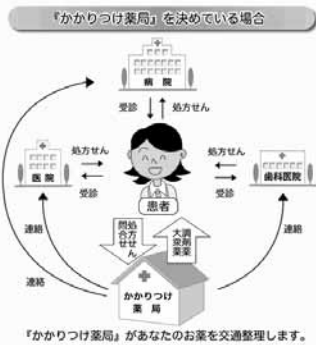 『かかりつけ薬局』を決めている場合
病院
受診
処方せん
処方せん
医院
受診
患者
処方せん
歯科医院
受診
処方せん
問合せ
調剤薬
大衆薬
連絡
連絡
連絡
かかりつけ
薬局
『かかりつけ薬局』があなたのお薬を交通整理します。